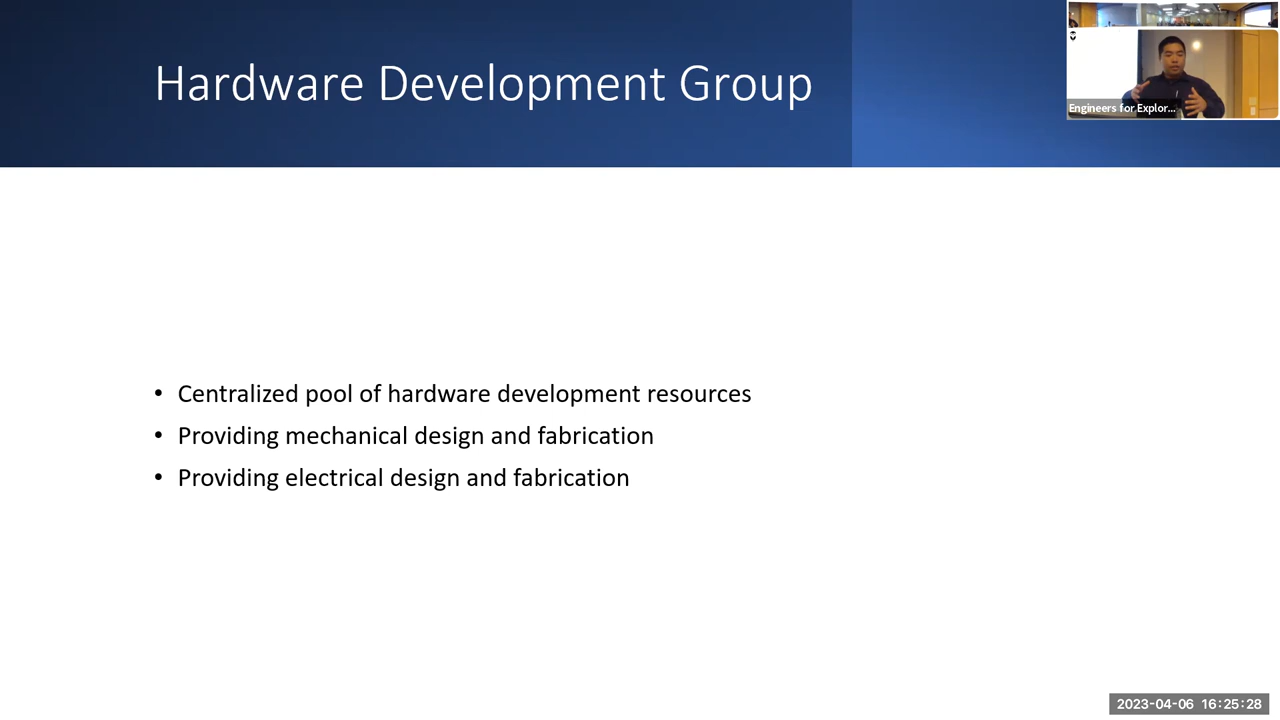 Hardware Development Group
Engineers for Explor...
• Centralized pool of hardware development resources
• Providing mechanical design and fabrication
• Providing electrical design and fabrication
2023-04-06 16:25:28